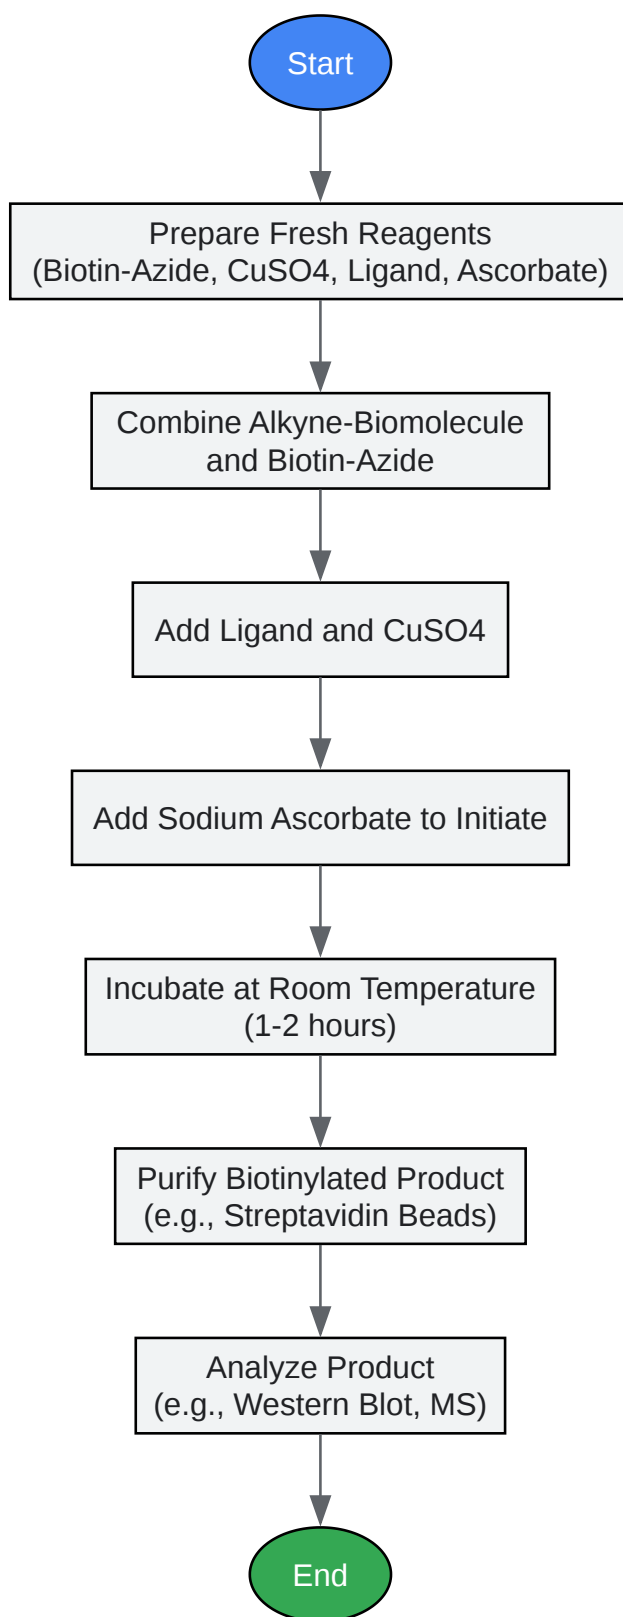 Start
Prepare Fresh Reagents
(Biotin-Azide, CuSO4, Ligand, Ascorbate)
Combine Alkyne-Biomolecule
and Biotin-Azide
Add Ligand and CuSO4
Add Sodium Ascorbate to Initiate
Incubate at Room Temperature
(1-2 hours)
Purify Biotinylated Product
(e.g., Streptavidin Beads)
Analyze Product
(e.g., Western Blot, MS)
End